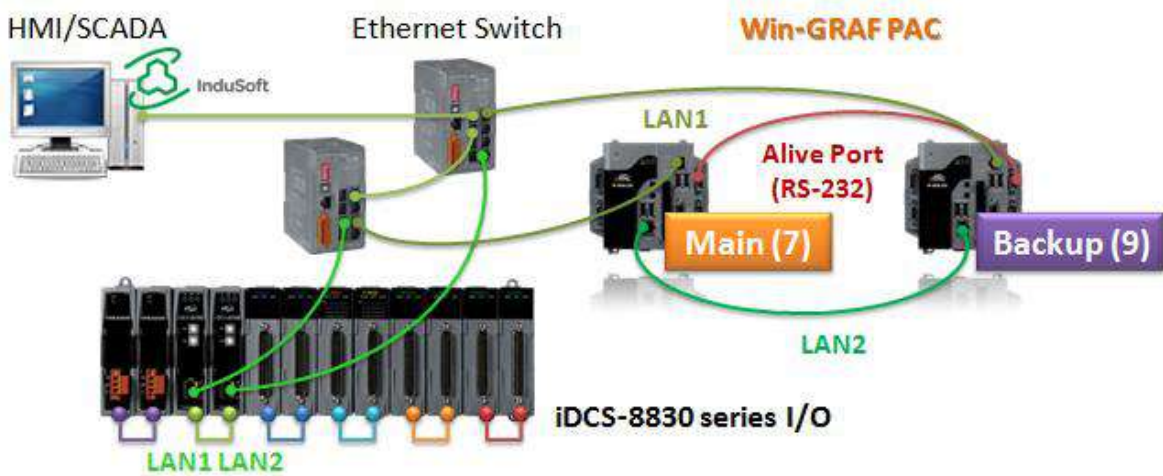 HMI/SCADA
Ethernet Switch
Win-GRAF PAC
InduSoft
LAN1
Alive Port
(RS-232)
Main (7)
Backup (9)
LAN2
iDCS-8830 series I/O
LAN1 LAN2